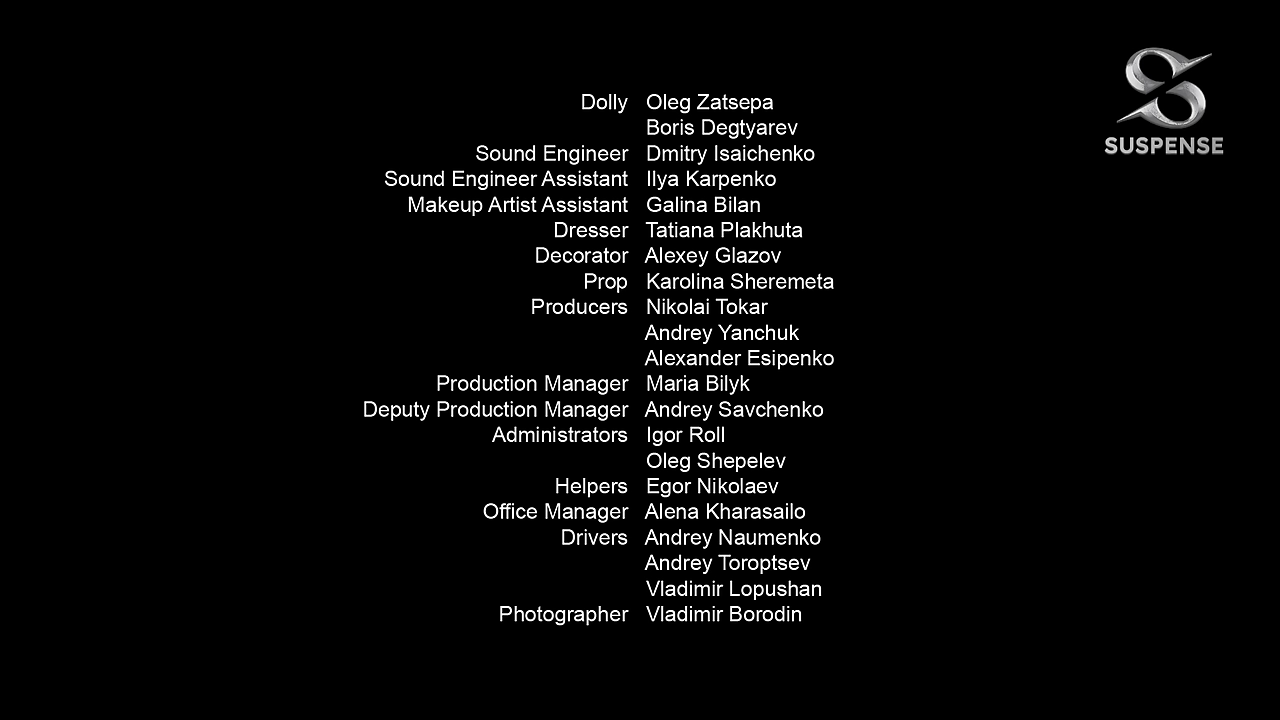 Dolly Oleg Zatsepa
Boris Degtyarev
Sound Engineer Dmitry Isaichenko
Sound Engineer Assistant Ilya Karpenko
Makeup Artist Assistant Galina Bilan
Dresser Tatiana Plakhuta
Decorator Alexey Glazov
Prop Karolina Sheremeta
Producers Nikolai Tokar
Andrey Yanchuk
Alexander Esipenko
Production Manager Maria Bilyk
Deputy Production Manager Andrey Savchenko
Administrators Igor Roll
Oleg Shepelev
Helpers Egor Nikolaev
Office Manager Alena Kharasailo
Drivers Andrey Naumenko
Andrey Toroptsev
Vladimir Lopushan
Photographer Vladimir Borodin
SUSPENSE